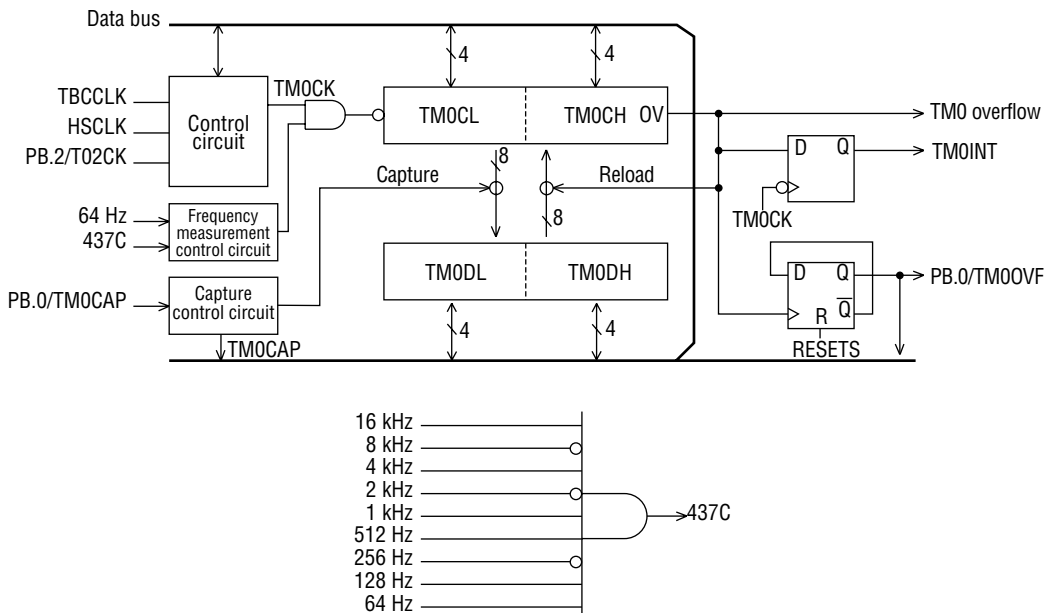 Data bus
4
4
TBCCLK
HSCLK
PB.2/T02CK
Control
circuit
TM0CK
TM0CL
TM0CH
OV
TM0 overflow
D
Q
TM0INT
TM0CK
8
Capture
Reload
8
64 Hz
437C
Frequency
measurement
control circuit
PB.0/TM0CAP
Capture
control circuit
TM0CAP
TM0DL
TM0DH
4
4
D
Q
Q
R
RESETS
PB.0/TM0OVF
16 kHz
8 kHz
4 kHz
2 kHz
1 kHz
512 Hz
256 Hz
128 Hz
64 Hz
437C